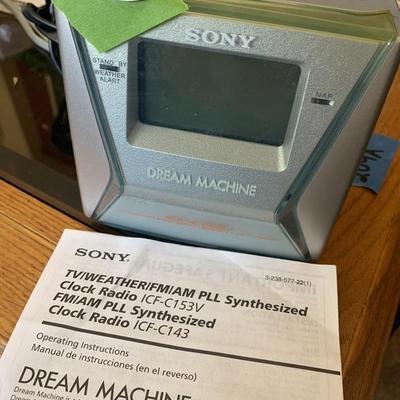 SONY
STAND BY
WEATHER
ALERT
NAP
DREAM MACHINE
SONY
3-238-577-22(1)
TV/WEATHER/FM/AM PLL Synthesized
Clock Radio ICF-C153V
FM/AM PLL Synthesized
Clock Radio ICF-C143
Operating Instructions
Manual de instrucciones (en el reverso)
DREAM MACHINE